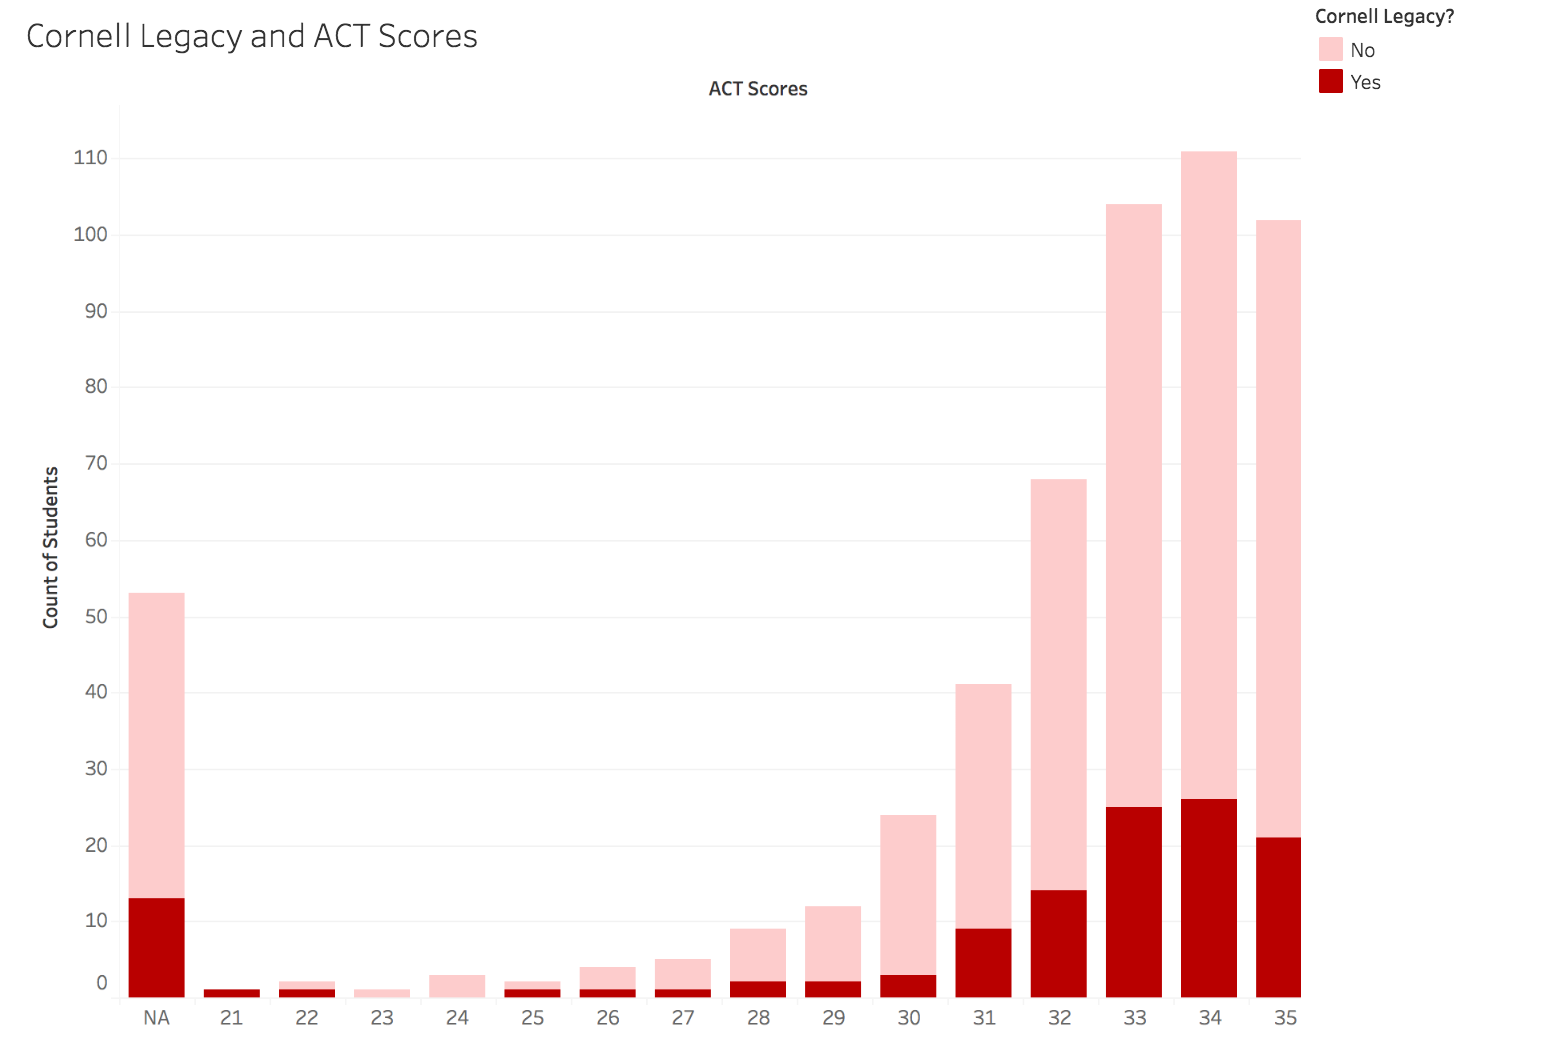 Cornell Legacy and ACT Scores
Cornell Legacy?
No
Yes
ACT Scores
Count of Students
110
100
90
80
70
60
50
40
30
20
10
0
NA 21 22 23 24 25 26 27 28 29 30 31 32 33 34 35